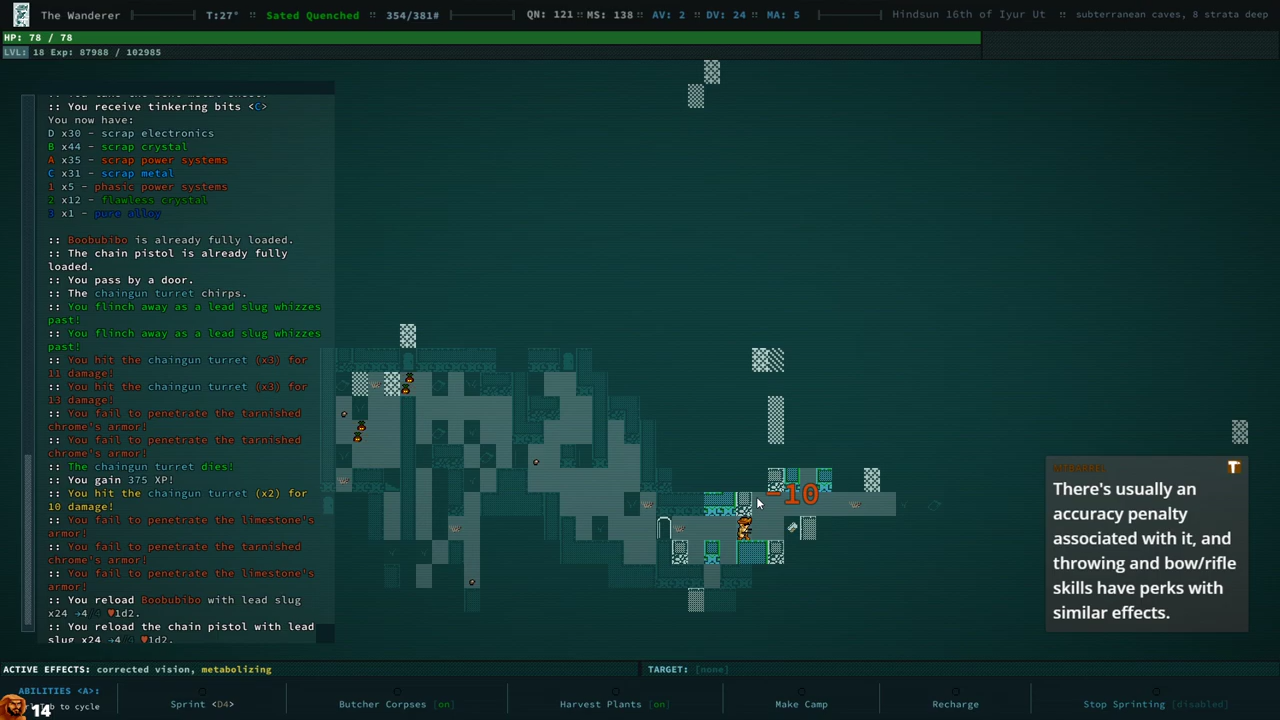 The Wanderer
T:27° :: Sated Quenched :: 354/381#
QN: 121 :: MS: 138 :: AV: 2 :: DV: 24 :: MA: 5
Hindsun 16th of Iyur Ut :: subterranean caves, 8 strata deep
HP: 78 / 78
LVL: 18 Exp: 87988 / 102985
:: You receive tinkering bits <C>
You now have:
D x30 - scrap electronics
B x44 - scrap crystal
A x35 - scrap power systems
C x31 - scrap metal
1 x5 - phasic power systems
2 x12 - flawless crystal
3 x1 - pure alloy
:: Boobubibo is already fully loaded.
:: The chain pistol is already fully
loaded.
:: You pass by a door.
:: The chaingun turret chirps.
:: You flinch away as a lead slug whizzes
past!
:: You flinch away as a lead slug whizzes
past!
:: You hit the chaingun turret (x3) for
11 damage!
:: You hit the chaingun turret (x3) for
13 damage!
:: You fail to penetrate the tarnished
chrome's armor!
:: You fail to penetrate the tarnished
chrome's armor!
:: The chaingun turret dies!
:: You gain 375 XP!
:: You hit the chaingun turret (x2) for
10 damage!
:: You fail to penetrate the limestone's
armor!
:: You fail to penetrate the tarnished
chrome's armor!
:: You fail to penetrate the limestone's
armor!
:: You reload Boobubibo with lead slug
x24 →4 ♥1d2.
:: You reload the chain pistol with lead
slug x24 →4 ♥1d2.
-10
There's usually an
accuracy penalty
associated with it, and
throwing and bow/rifle
skills have perks with
similar effects.
ACTIVE EFFECTS: corrected vision, metabolizing
TARGET: [none]
ABILITIES <A>:
to cycle
14
Sprint <D4>
Butcher Corpses [on]
Harvest Plants [on]
Make Camp
Recharge
Stop Sprinting [disabled]